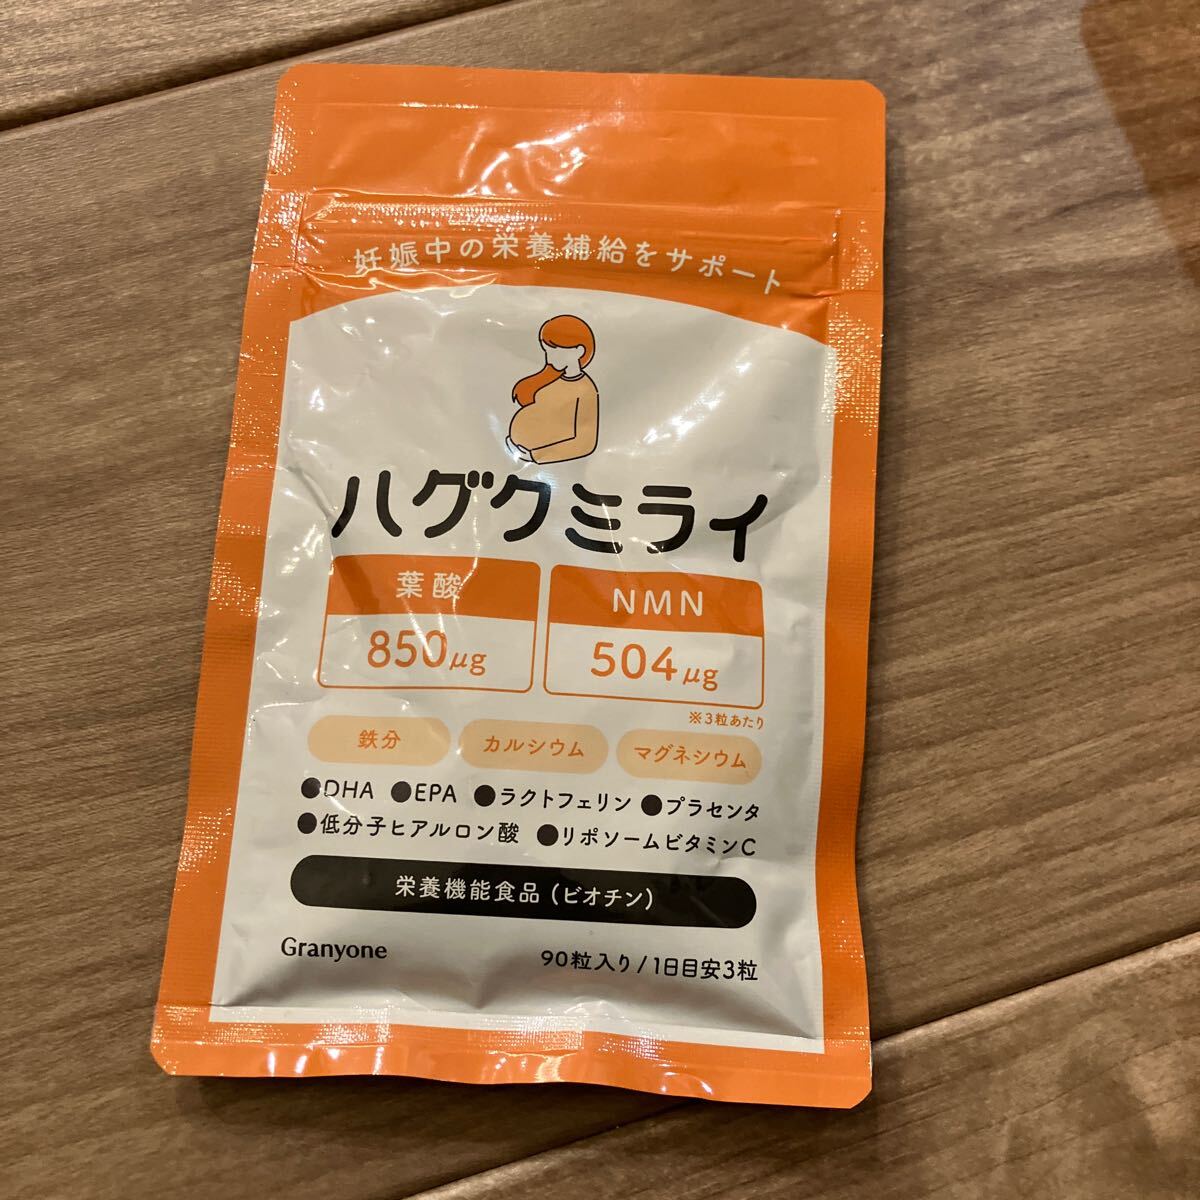 妊娠中の栄養補給をサポート
ハグクミライ
葉酸
850μg
NMN
504μg
※3粒あたり
鉄分 カルシウム マグネシウム
●DHA ●EPA ●ラクトフェリン ●プラセンタ
●低分子ヒアルロン酸 ●リポソームビタミンC
栄養機能食品（ビオチン）
Granyone 90粒入り/1日目安3粒